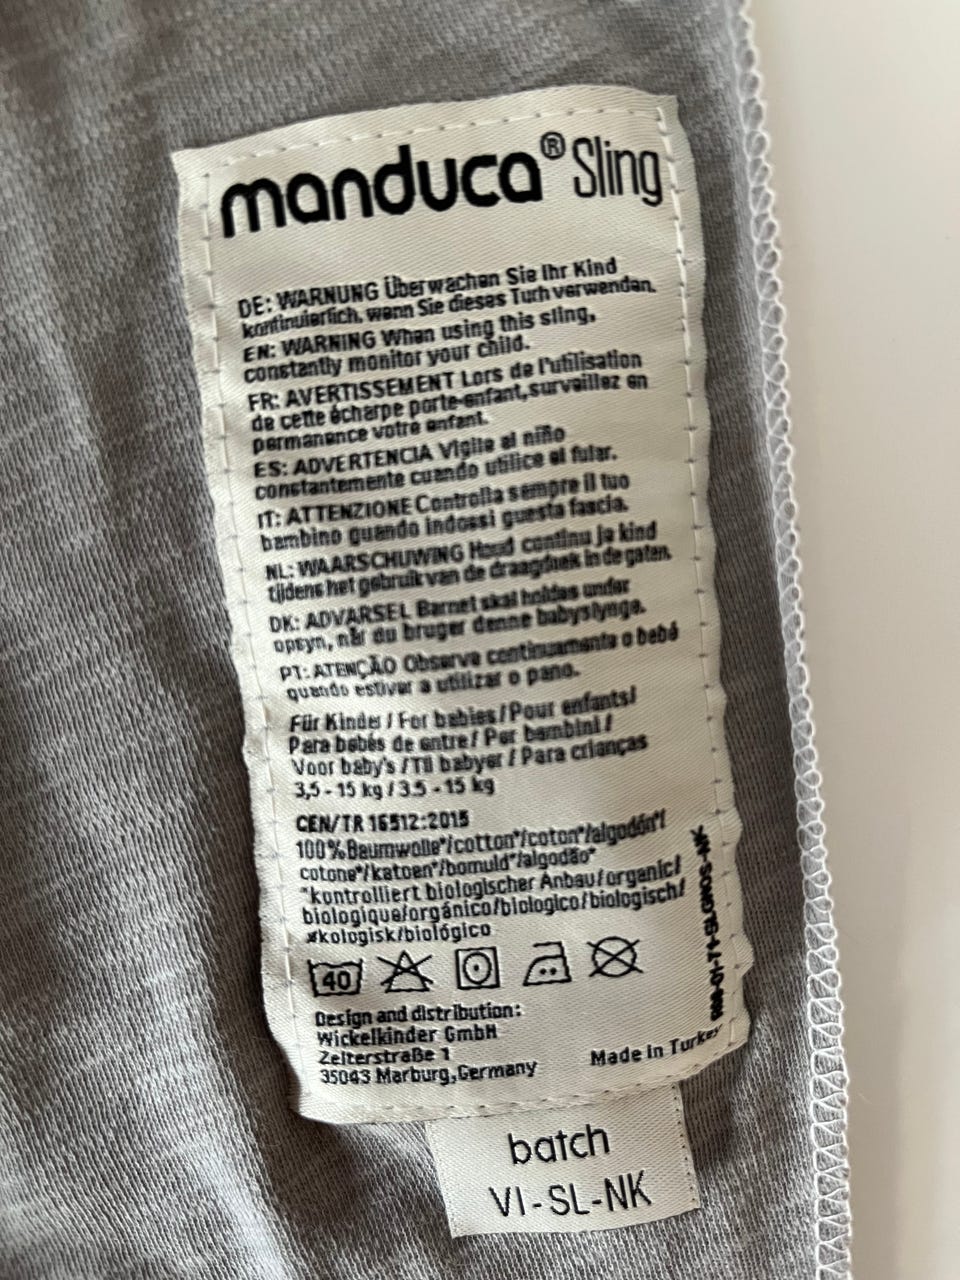 manduca® Sling
DE: WARNUNG Überwachen Sie Ihr Kind
kontinuierlich, wenn Sie dieses Tuch verwenden.
EN: WARNING When using this sling,
constantly monitor your child.
FR: AVERTISSEMENT Lors de l'utilisation
de cette écharpe porte-enfant,surveillez en
permanence votre enfant.
ES: ADVERTENCIA Vigile al niño
constantemente cuando utilice el fular.
IT: ATTENZIONE Controlla sempre il tuo
bambino quando indossi questa fascia.
NL: WAARSCHUWING Houd continu je kind
tijdens het gebruik van de draagdoek in de gaten.
DK: ADVARSEL Barnet skal holdes under
opsyn, når du bruger denne babyslynge.
PT: ATENÇÃO Observe continuamente o bebé
quando estiver a utilizar o pano.
Für Kinder / For babies / Pour enfants/
Para bebés de entre / Per bambini /
Voor baby's / Til babyer / Para crianças
3,5 - 15 kg / 3.5 - 15 kg
CEN/TR 16512:2015
100% Baumwolle*/cotton*/coton*/algodón*/
cotone*/katoen*/bomuld*/algodão*
*kontrolliert biologischer Anbau/organic/
biologique/orgánico/biologico/biologisch/
økologisk/biológico
40
Design and distribution:
Wickelkinder GmbH
Zeiterstraße 1
35043 Marburg,Germany
Made in Turkey
batch
VI-SL-NK